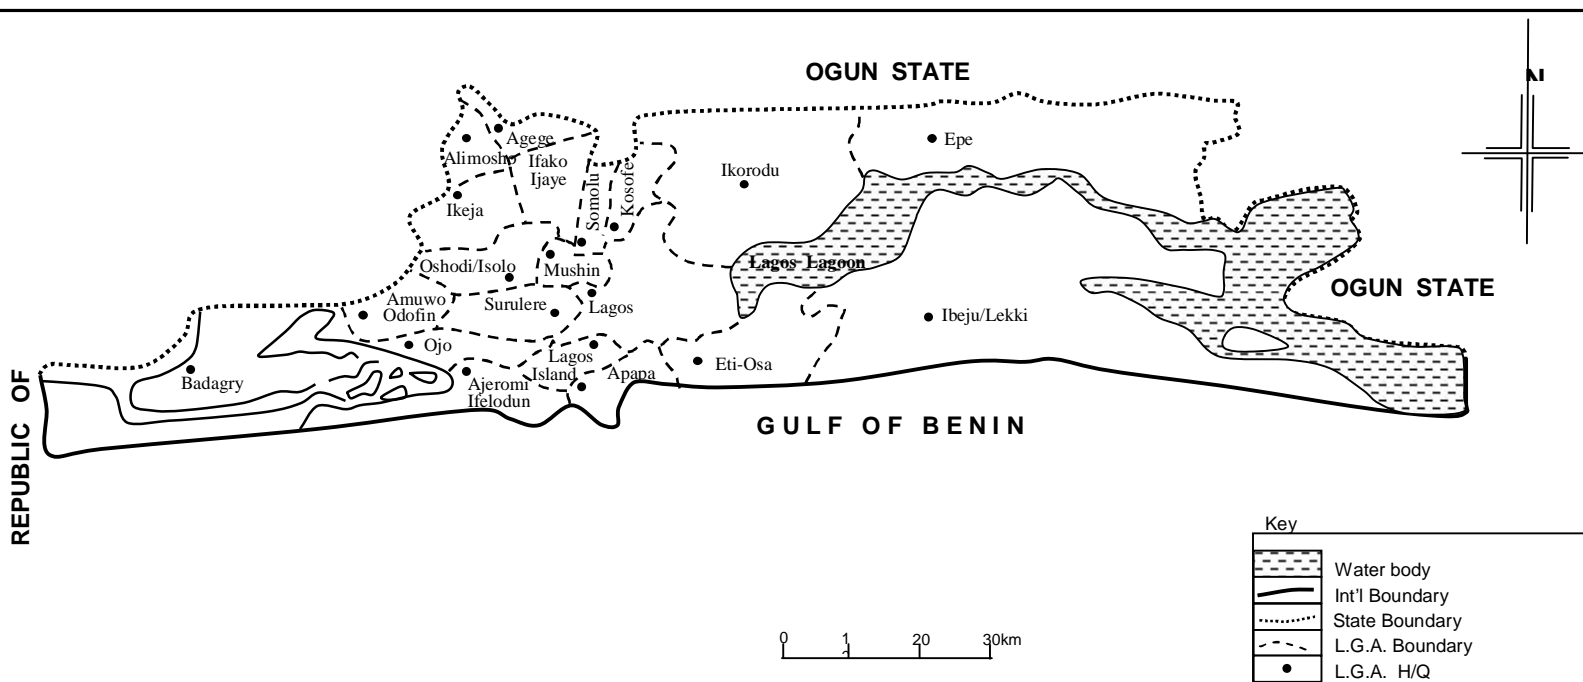 OGUN STATE
N
Agege
Epe
Alimosho
Ifako
Ijaye
Ikorodu
Kosofe
Somolu
Ikeja
Lagos Lagoon
Oshodi/Isolo
Mushin
OGUN STATE
Amuwo
Odofin
Surulere
Lagos
Ibeju/Lekki
Ojo
Lagos
Island
Apapa
Eti-Osa
Badagry
Ajeromi
Ifelodun
GULF OF BENIN
REPUBLIC OF
Key
Water body
Int'l Boundary
State Boundary
L.G.A. Boundary
L.G.A. H/Q
0 1 20 30km